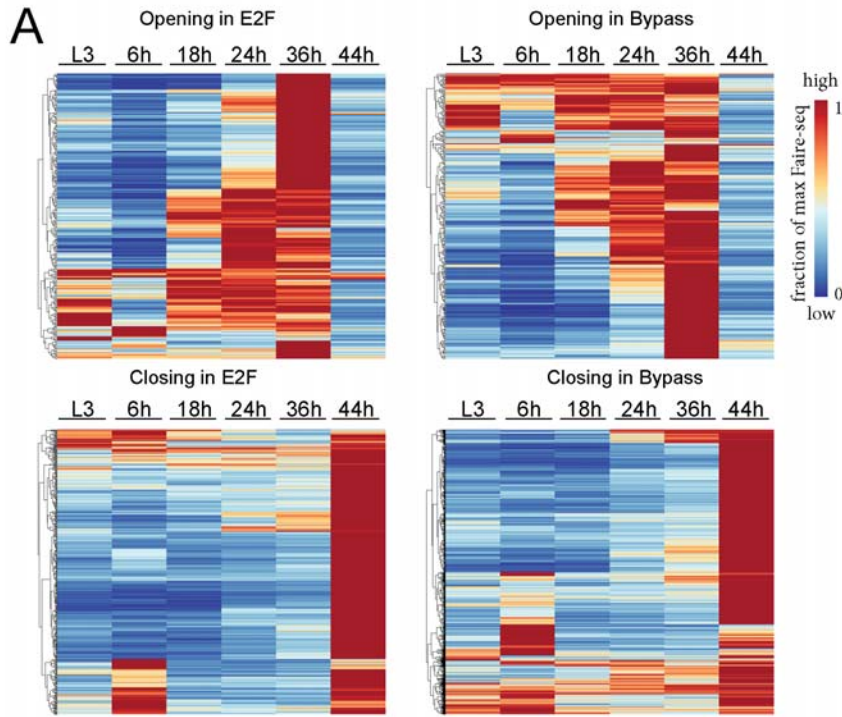 A
Opening in E2F
L3 6h 18h 24h 36h 44h
Opening in Bypass
L3 6h 18h 24h 36h 44h
high
1
fraction of max Faire-seq
0
low
Closing in E2F
L3 6h 18h 24h 36h 44h
Closing in Bypass
L3 6h 18h 24h 36h 44h